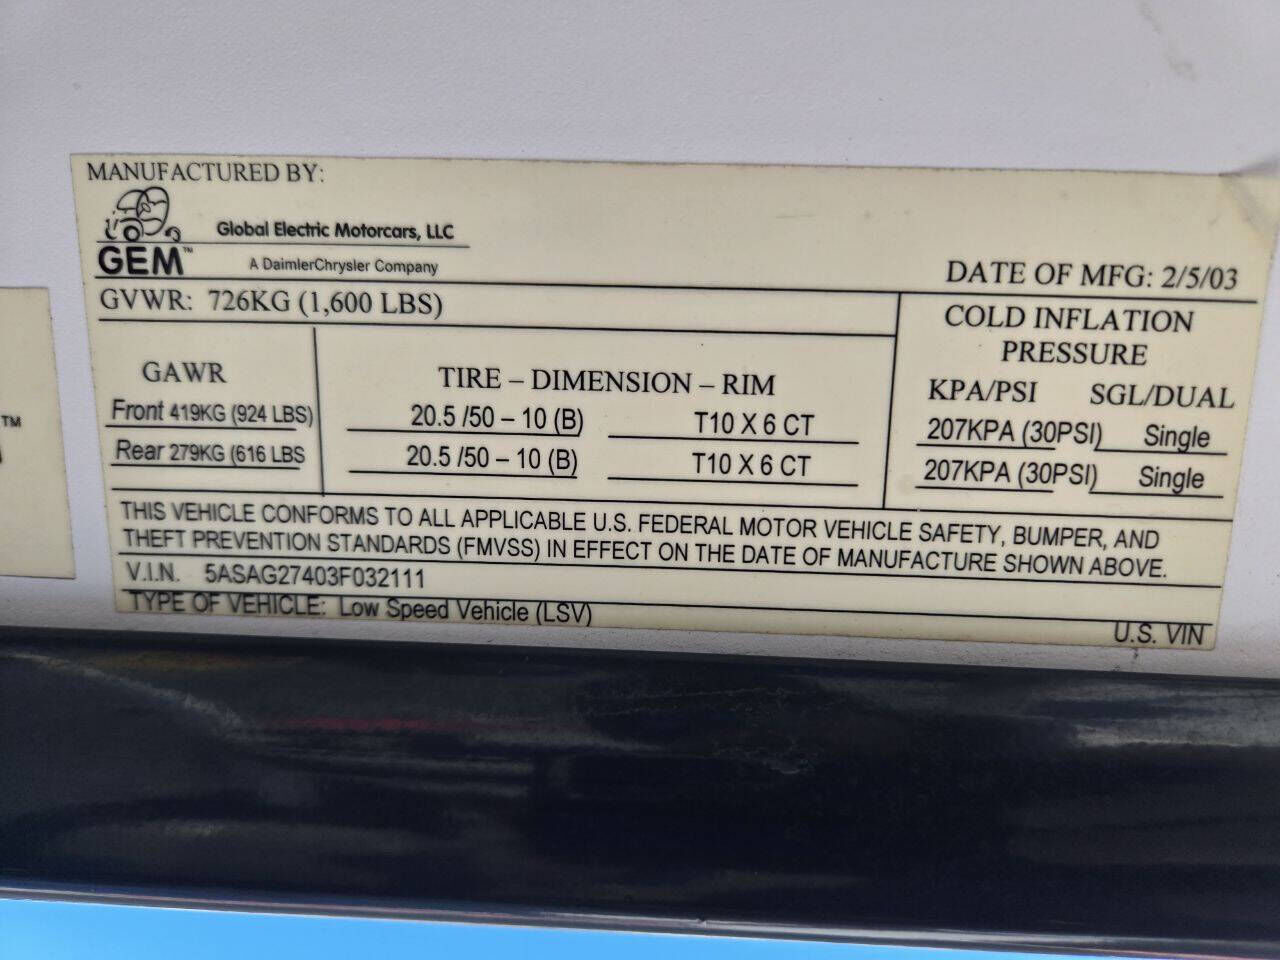 MANUFACTURED BY:
GEM™
Global Electric Motorcars, LLC
A DaimlerChrysler Company
DATE OF MFG: 2/5/03
GVWR: 726KG (1,600 LBS)
GAWR
Front 419KG (924 LBS)
Rear 279KG (616 LBS
TIRE – DIMENSION – RIM
20.5 /50 – 10 (B) T10 X 6 CT
20.5 /50 – 10 (B) T10 X 6 CT
COLD INFLATION
PRESSURE
KPA/PSI SGL/DUAL
207KPA (30PSI) Single
207KPA (30PSI) Single
THIS VEHICLE CONFORMS TO ALL APPLICABLE U.S. FEDERAL MOTOR VEHICLE SAFETY, BUMPER, AND
THEFT PREVENTION STANDARDS (FMVSS) IN EFFECT ON THE DATE OF MANUFACTURE SHOWN ABOVE.
V.I.N. 5ASAG27403F032111
TYPE OF VEHICLE: Low Speed Vehicle (LSV)
U.S. VIN
™